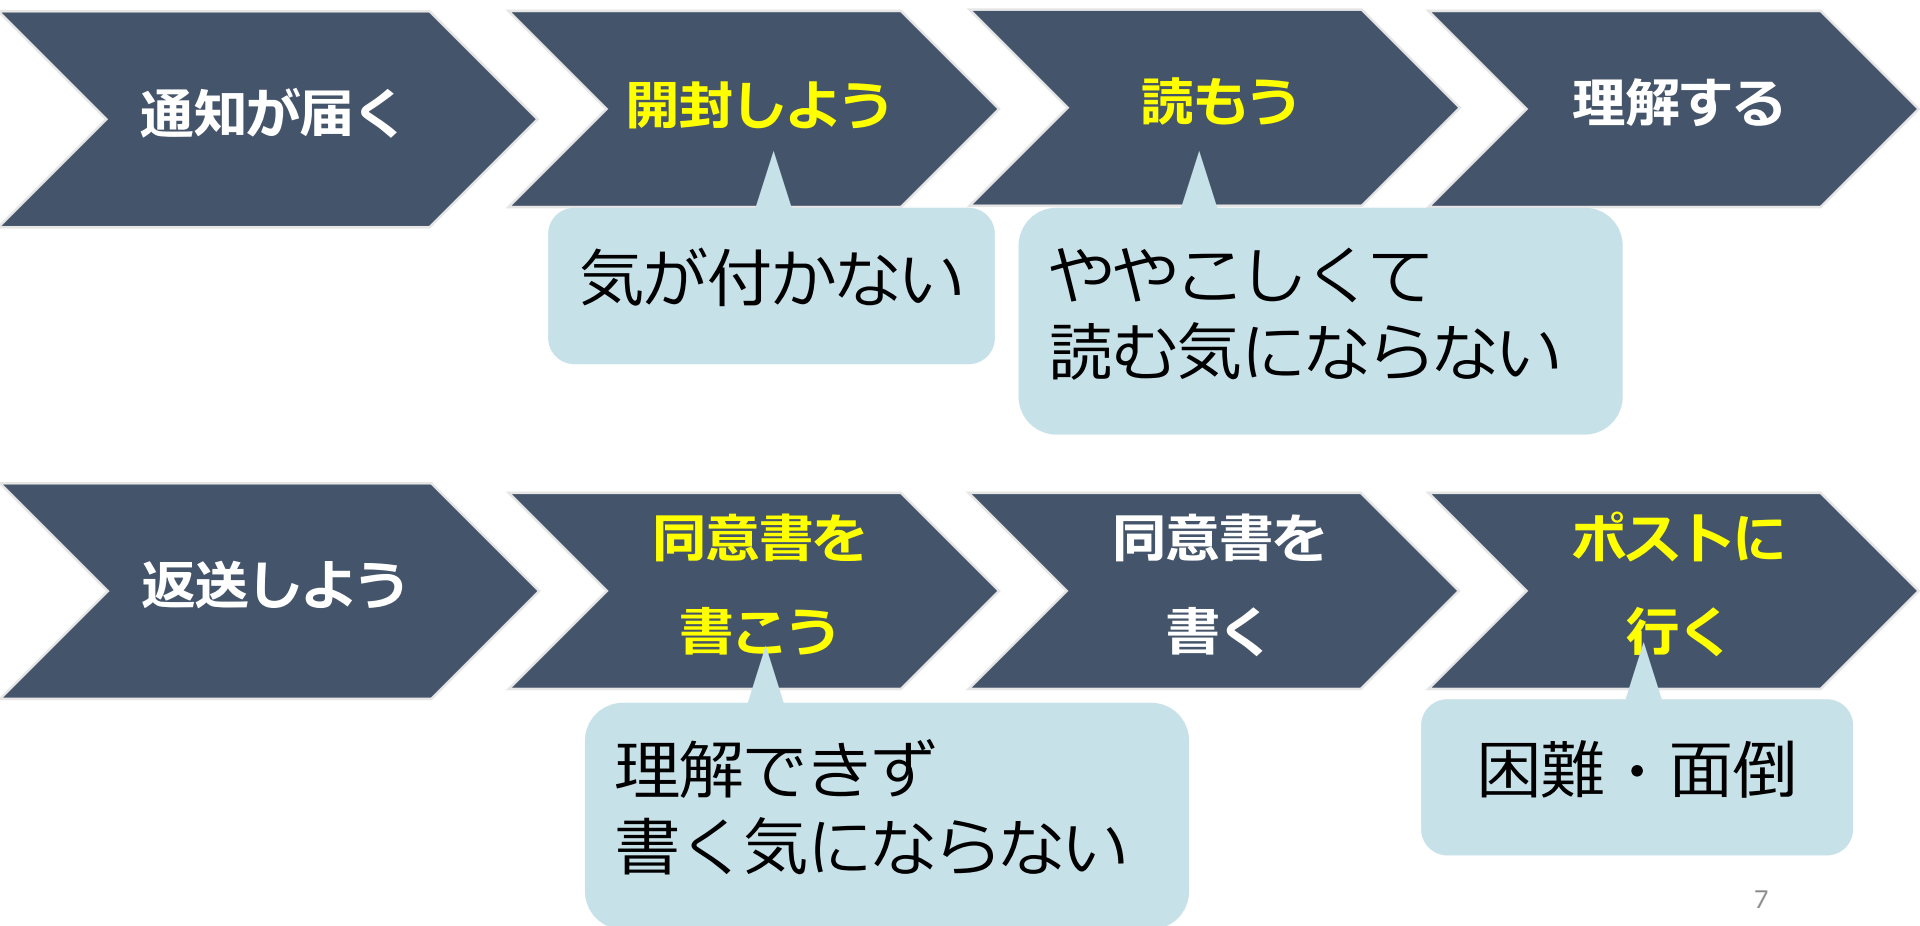 通知が届く
開封しよう
読もう
理解する
気が付かない
ややこしくて
読む気にならない
返送しよう
同意書を
書こう
同意書を
書く
ポストに
行く
理解できず
書く気にならない
困難・面倒
7